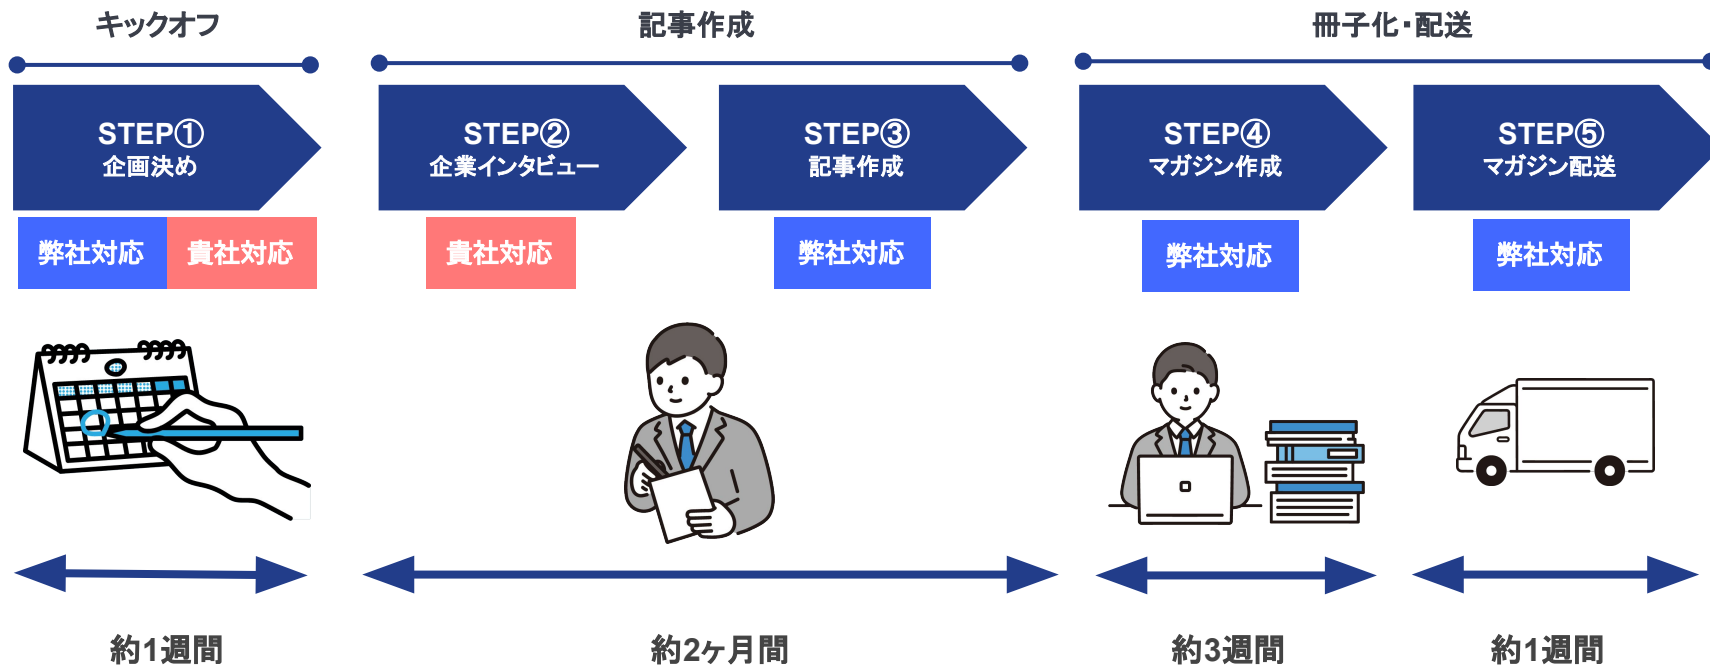 キックオフ
記事作成
冊子化・配送
STEP①
企画決め
STEP②
企業インタビュー
STEP③
記事作成
STEP④
マガジン作成
STEP⑤
マガジン配送
弊社対応
貴社対応
貴社対応
弊社対応
弊社対応
弊社対応
約1週間
約2ヶ月間
約3週間
約1週間